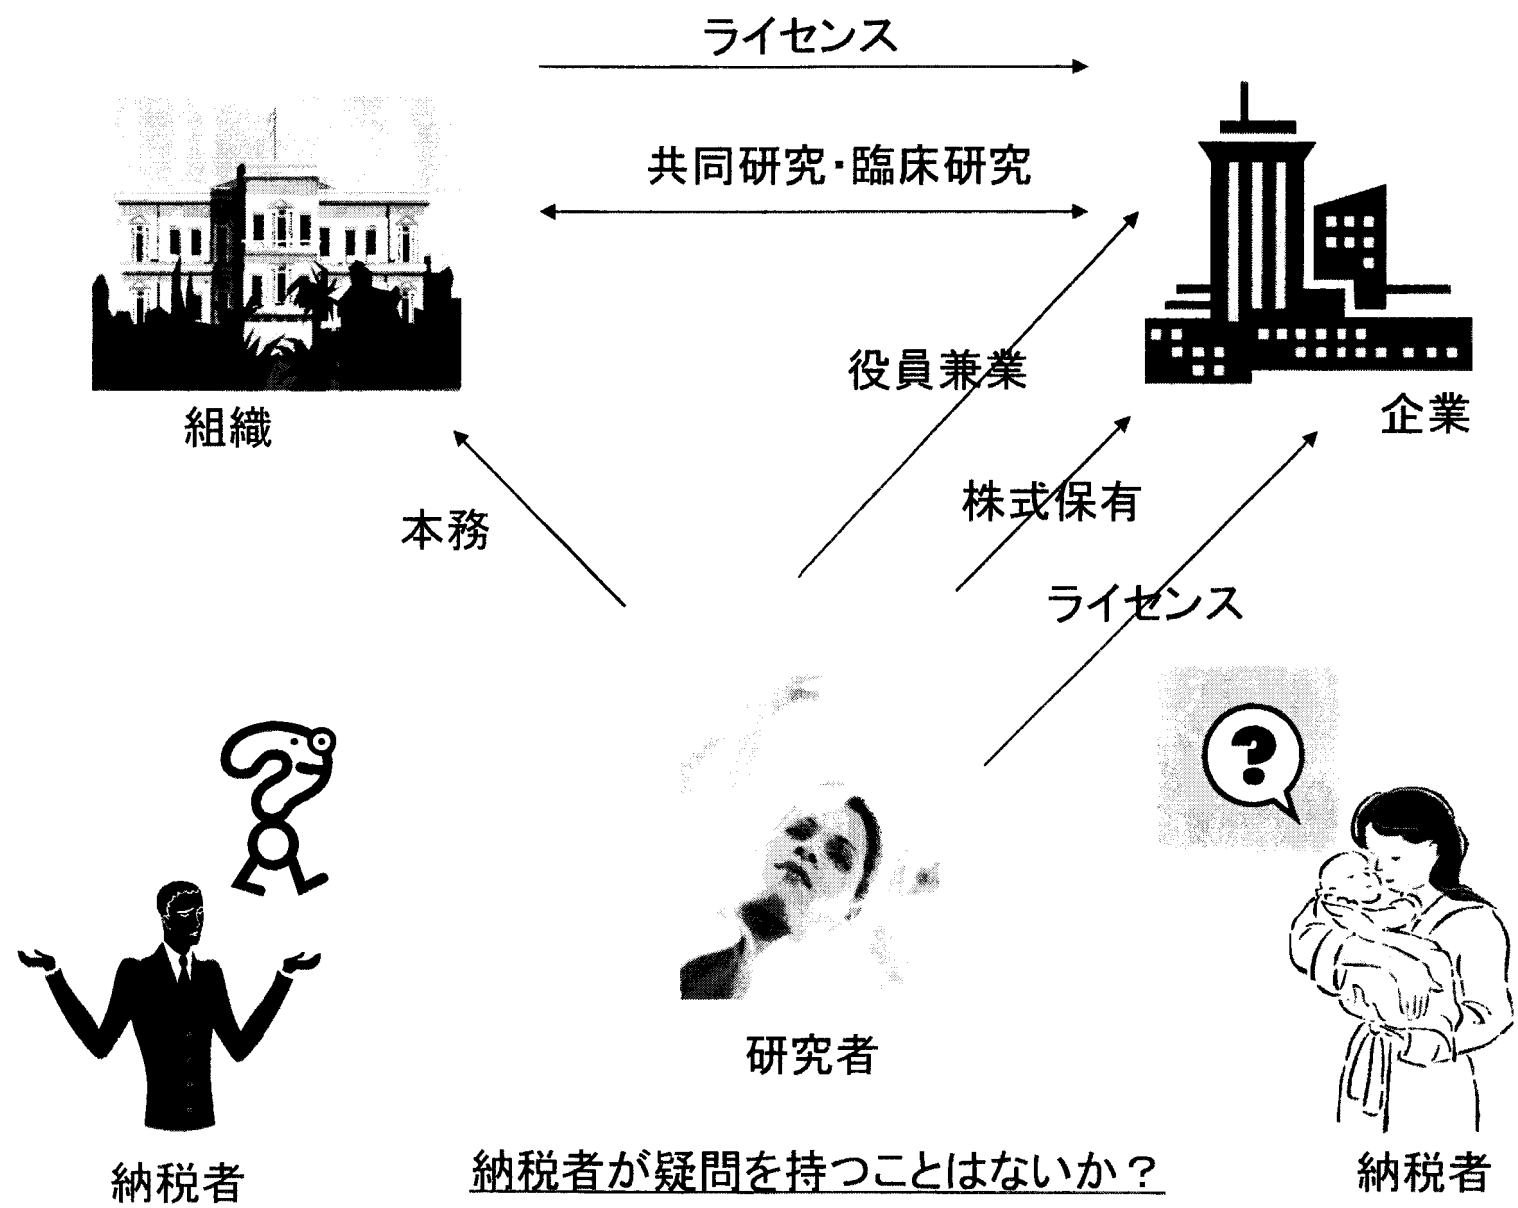 ライセンス
共同研究・臨床研究
役員兼業
組織
企業
株式保有
本務
ライセンス
?
?
研究者
納税者
納税者が疑問を持つことはないか？
納税者